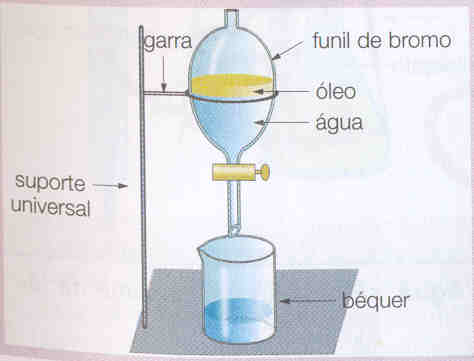 garra
funil de bromo
óleo
água
suporte
universal
béquer